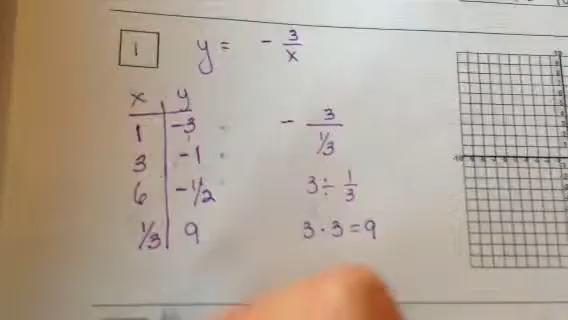 1 y = - 3/x
x y
1 -3
3 -1
6 -1/2
1/3 9
- 3/(1/3)
3 ÷ 1/3
3 · 3 = 9